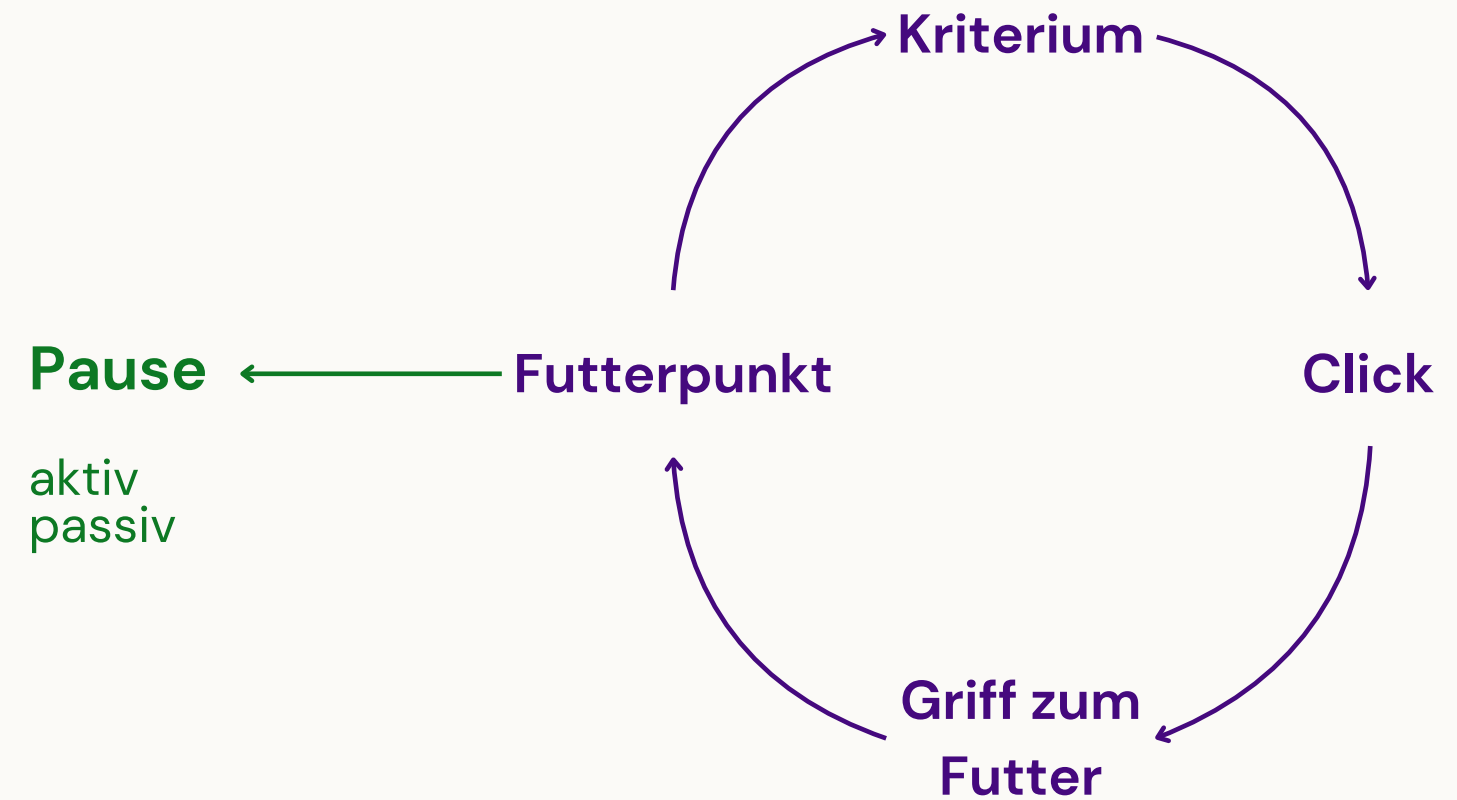 Kriterium
Pause
Futterpunkt
Click
aktiv
passiv
Griff zum
Futter